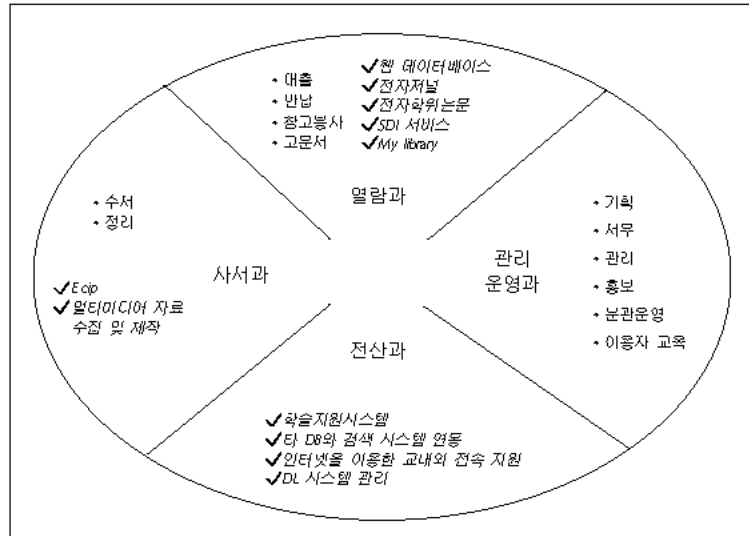 • 대출
• 반납
• 참고봉사
• 고문서
✓웹 데이터베이스
✓전자저널
✓전자학위논문
✓SDI 서비스
✓My library
열람과
• 수서
• 정리
✓Ecip
✓멀티미디어 자료
수집 및 제작
사서과
관리
운영과
• 기획
• 서무
• 관리
• 홍보
• 분관운영
• 이용자 교육
전산과
✓학술지원시스템
✓타 DB와 검색 시스템 연동
✓인터넷을 이용한 교내외 전속 지원
✓DL 시스템 관리